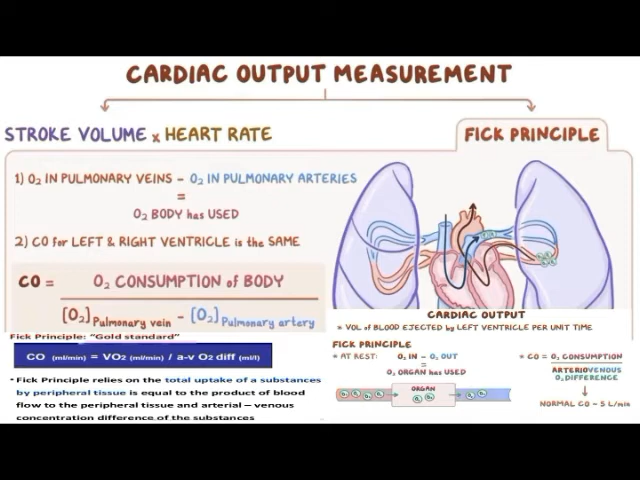 CARDIAC OUTPUT MEASUREMENT
STROKE VOLUME x HEART RATE
FICK PRINCIPLE
1) O₂ IN PULMONARY VEINS - O₂ IN PULMONARY ARTERIES
=
O₂ BODY has USED
2) CO for LEFT & RIGHT VENTRICLE is the SAME
CO = O₂ CONSUMPTION of BODY
[O₂] Pulmonary vein - [O₂] Pulmonary artery
Fick Principle: "Gold standard"
CO (ml/min) = VO₂ (ml/min) / a-v O₂ diff (ml/l)
• Fick Principle relies on the total uptake of a substances
by peripheral tissue is equal to the product of blood
flow to the peripheral tissue and arterial – venous
concentration difference of the substances
CARDIAC OUTPUT
* VOL of BLOOD EJECTED by LEFT VENTRICLE PER UNIT TIME
FICK PRINCIPLE
* AT REST: O₂ IN - O₂ OUT
=
O₂ ORGAN has USED
ORGAN
* CO = O₂ CONSUMPTION
ARTERIOVENOUS
O₂ DIFFERENCE
NORMAL CO ~ 5 L/min